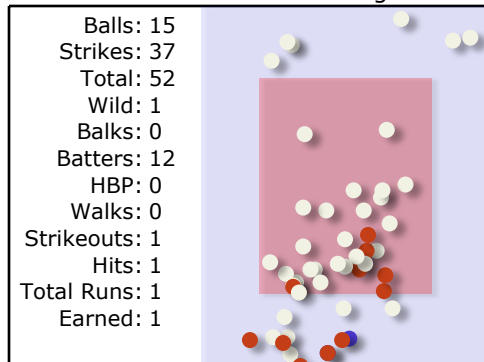 Balls: 15
Strikes: 37
Total: 52
Wild: 1
Balks: 0
Batters: 12
HBP: 0
Walks: 0
Strikeouts: 1
Hits: 1
Total Runs: 1
Earned: 1